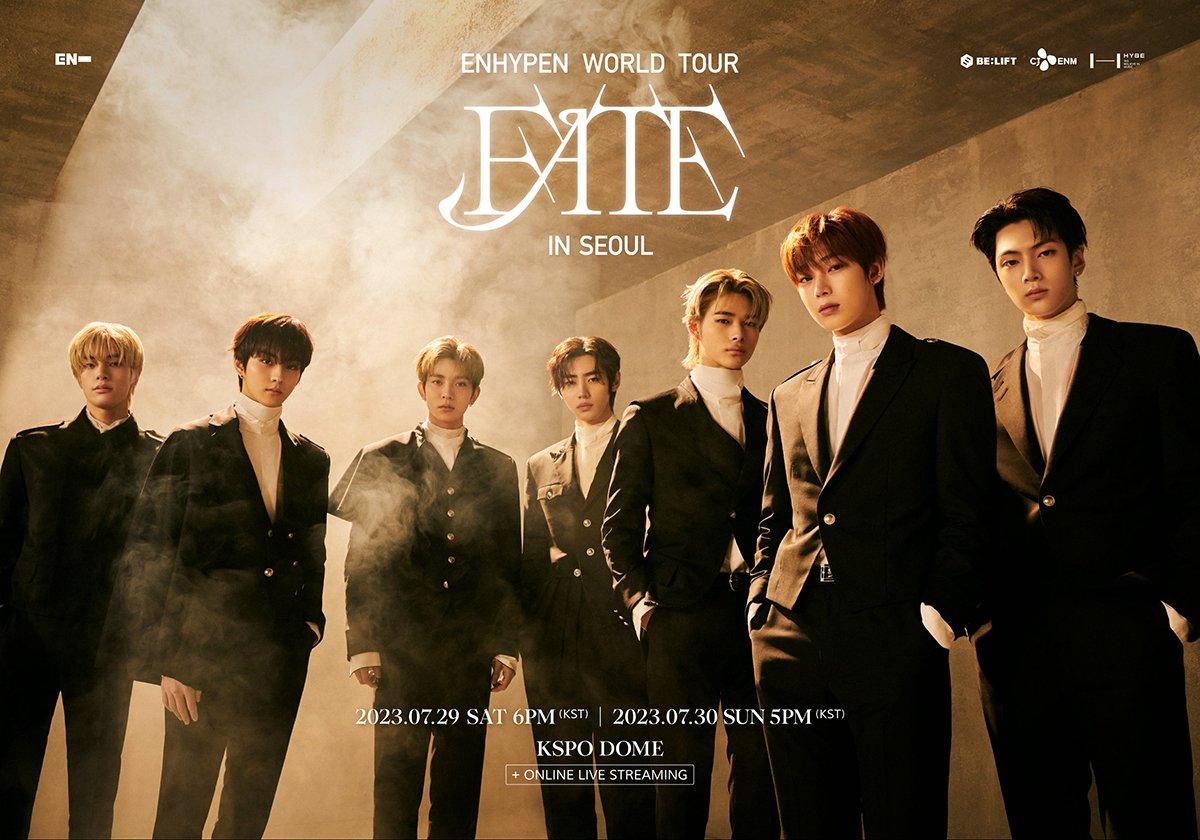 EN-
ENHYPEN WORLD TOUR
BE:LIFT
CJ ENM
HYBE
FATE
IN SEOUL
2023.07.29 SAT 6PM (KST) | 2023.07.30 SUN 5PM (KST)
KSPO DOME
+ ONLINE LIVE STREAMING